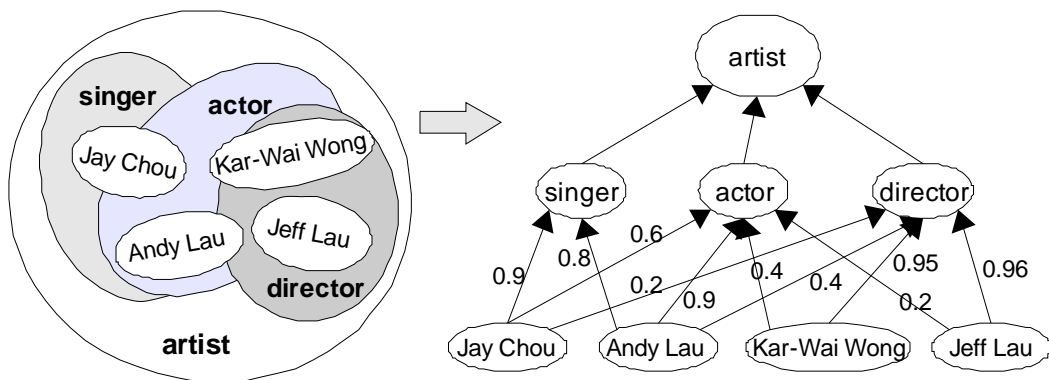 singer
actor
Jay Chou
Kar-Wai Wong
Andy Lau
Jeff Lau
director
artist
artist
singer
actor
director
0.9
0.8
0.6
0.2
0.9
0.4
0.4
0.95
0.2
0.96
Jay Chou
Andy Lau
Kar-Wai Wong
Jeff Lau